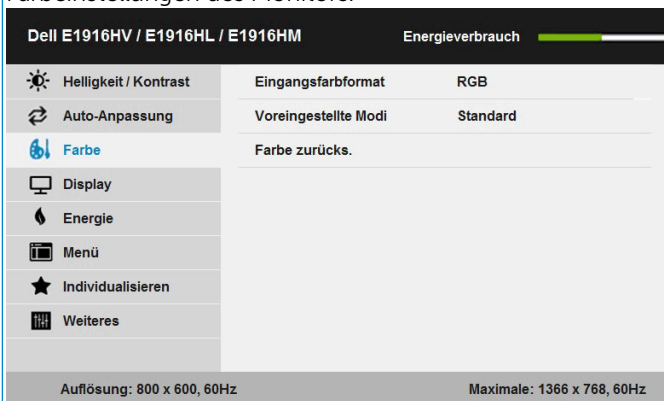 Farbeinstellungen des Monitors.
Dell E1916HV / E1916HL / E1916HM Energieverbrauch
Helligkeit / Kontrast Eingangsfarbformat RGB
Auto-Anpassung Voreingestellte Modi Standard
Farbe Farbe zurücks.
Display
Energie
Menü
Individualisieren
Weiteres
Auflösung: 800 x 600, 60Hz Maximale: 1366 x 768, 60Hz